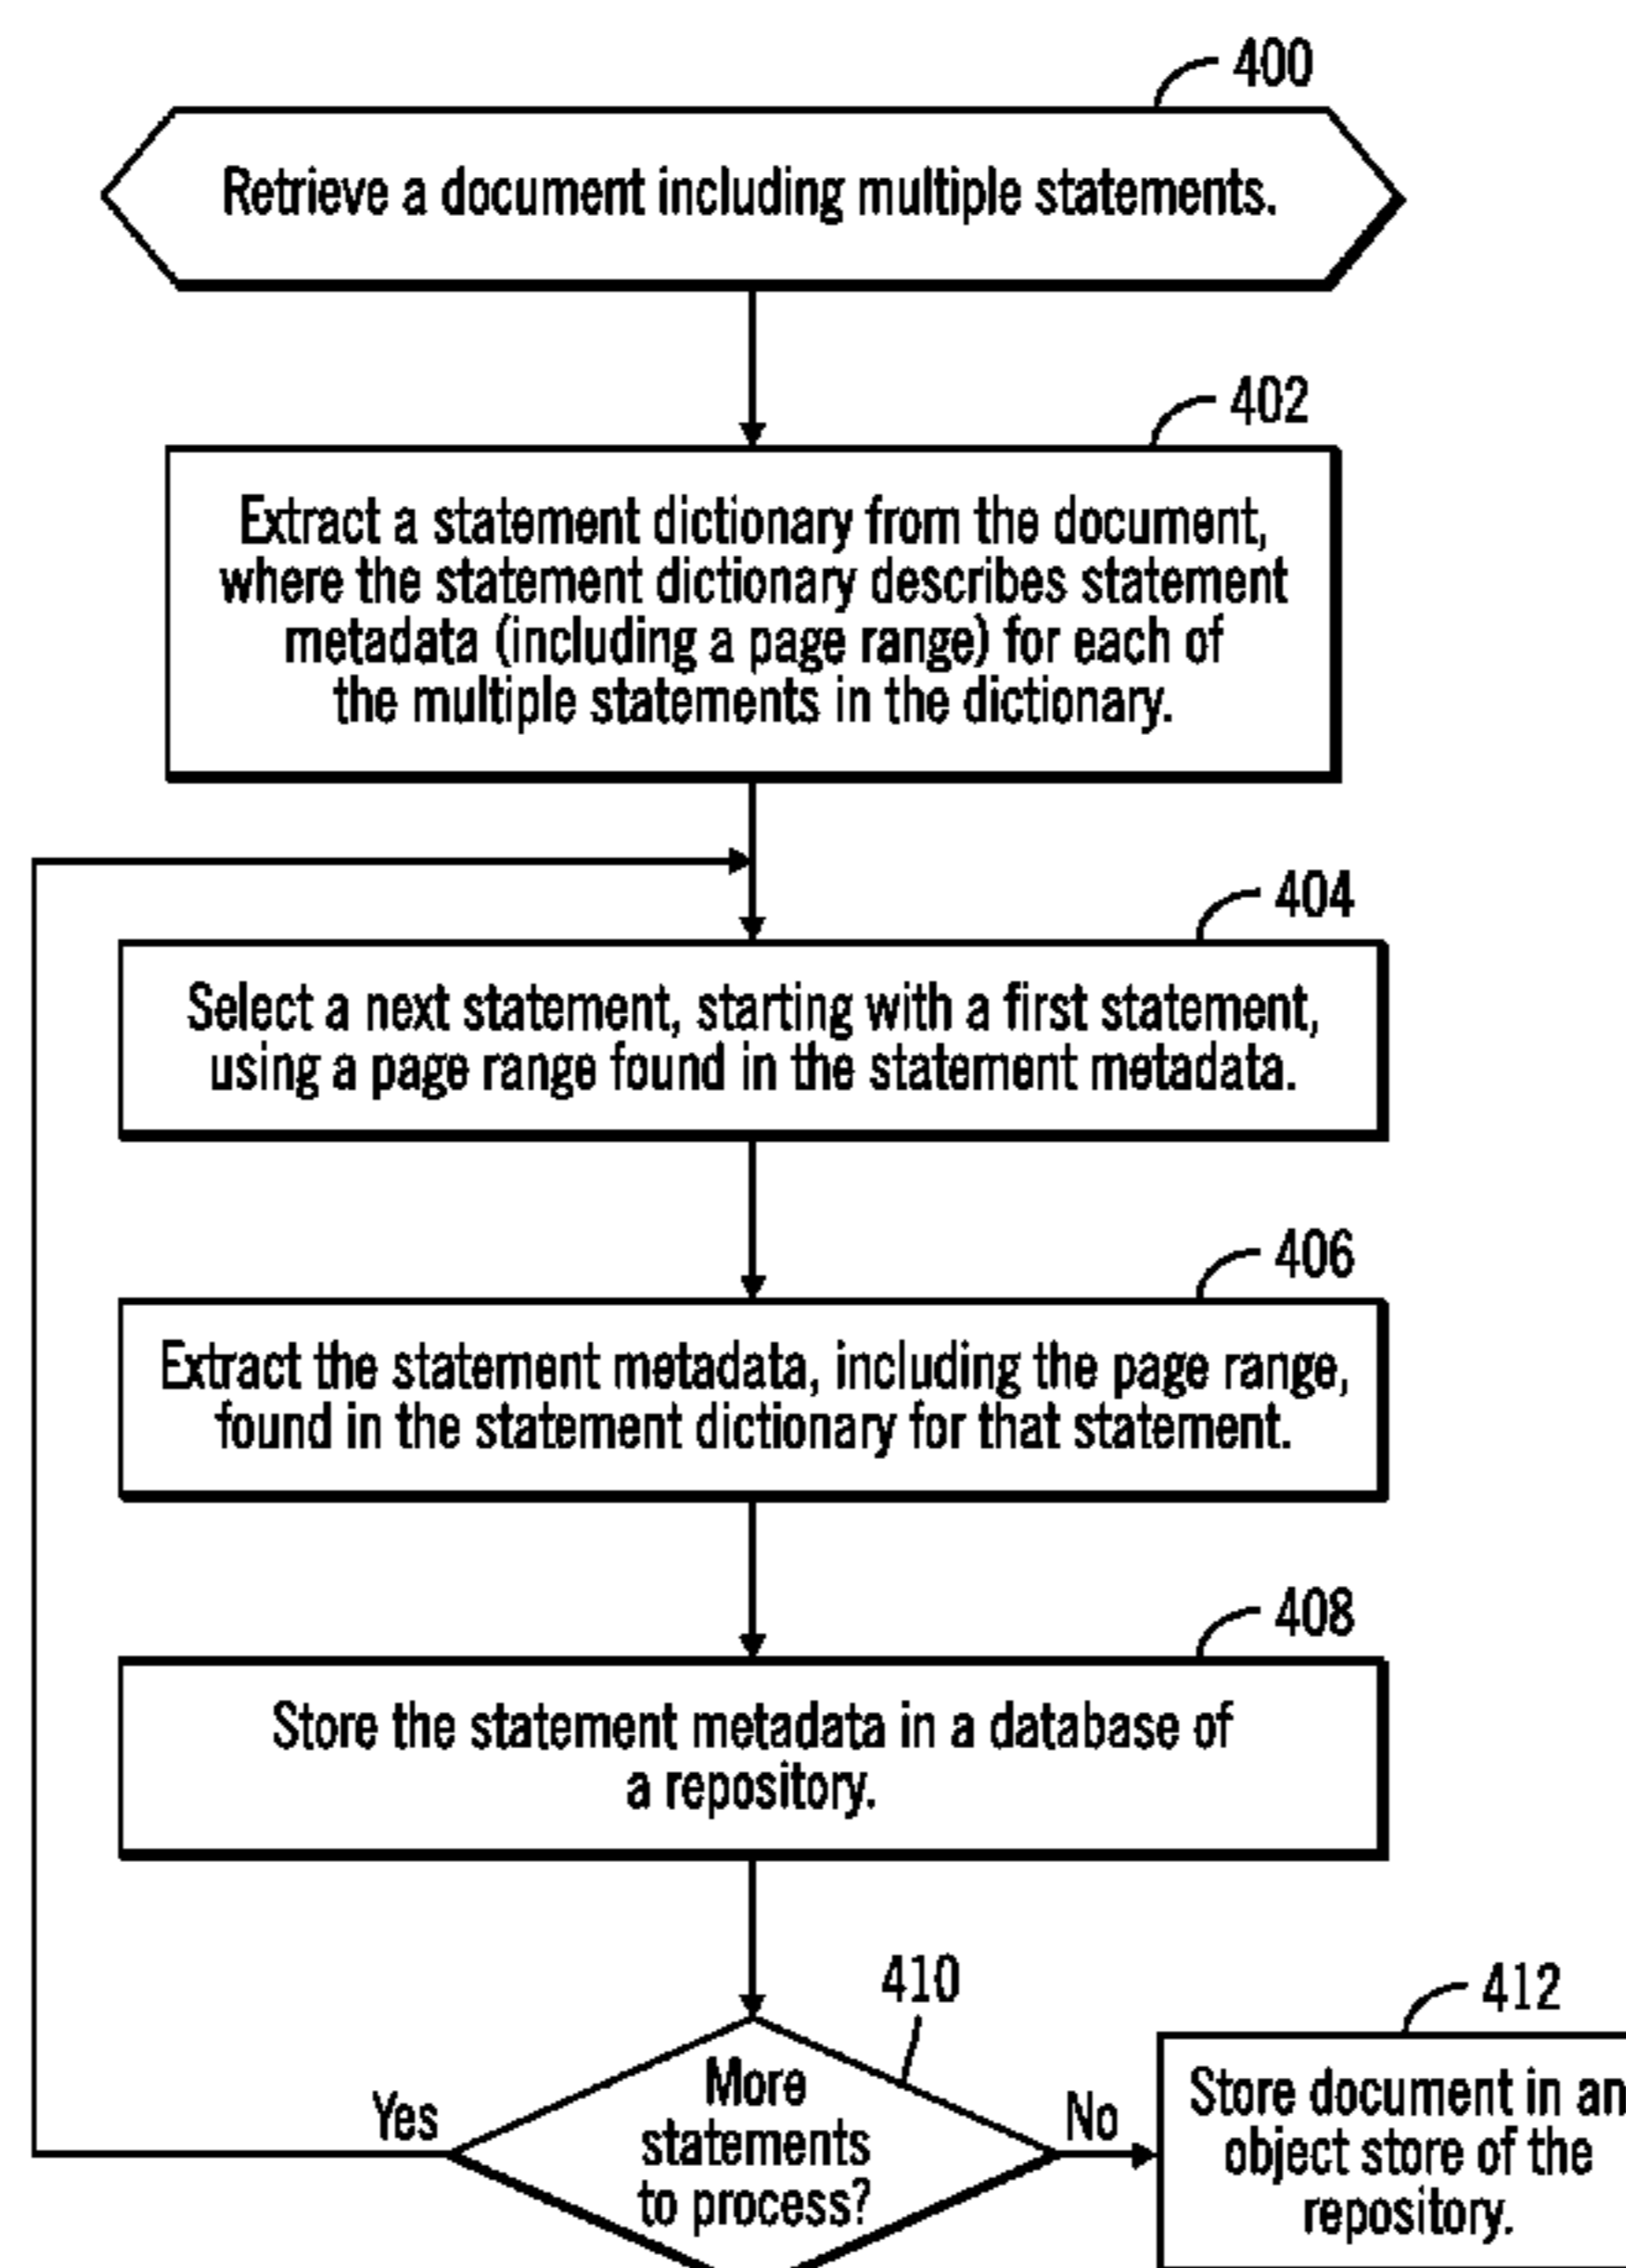 400
Retrieve a document including multiple statements.
402
Extract a statement dictionary from the document,
where the statement dictionary describes statement
metadata (including a page range) for each of
the multiple statements in the dictionary.
404
Select a next statement, starting with a first statement,
using a page range found in the statement metadata.
406
Extract the statement metadata, including the page range,
found in the statement dictionary for that statement.
408
Store the statement metadata in a database of
a repository.
410
More
statements
to process?
Yes
No
412
Store document in an
object store of the
repository.